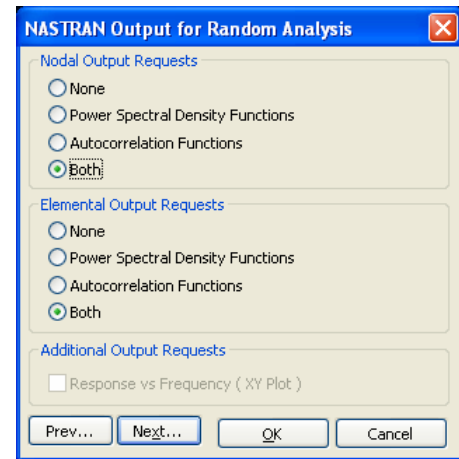 NASTRAN Output for Random Analysis
Nodal Output Requests
None
Power Spectral Density Functions
Autocorrelation Functions
Both
Elemental Output Requests
None
Power Spectral Density Functions
Autocorrelation Functions
Both
Additional Output Requests
Response vs Frequency ( XY Plot )
Prev... Next... OK Cancel